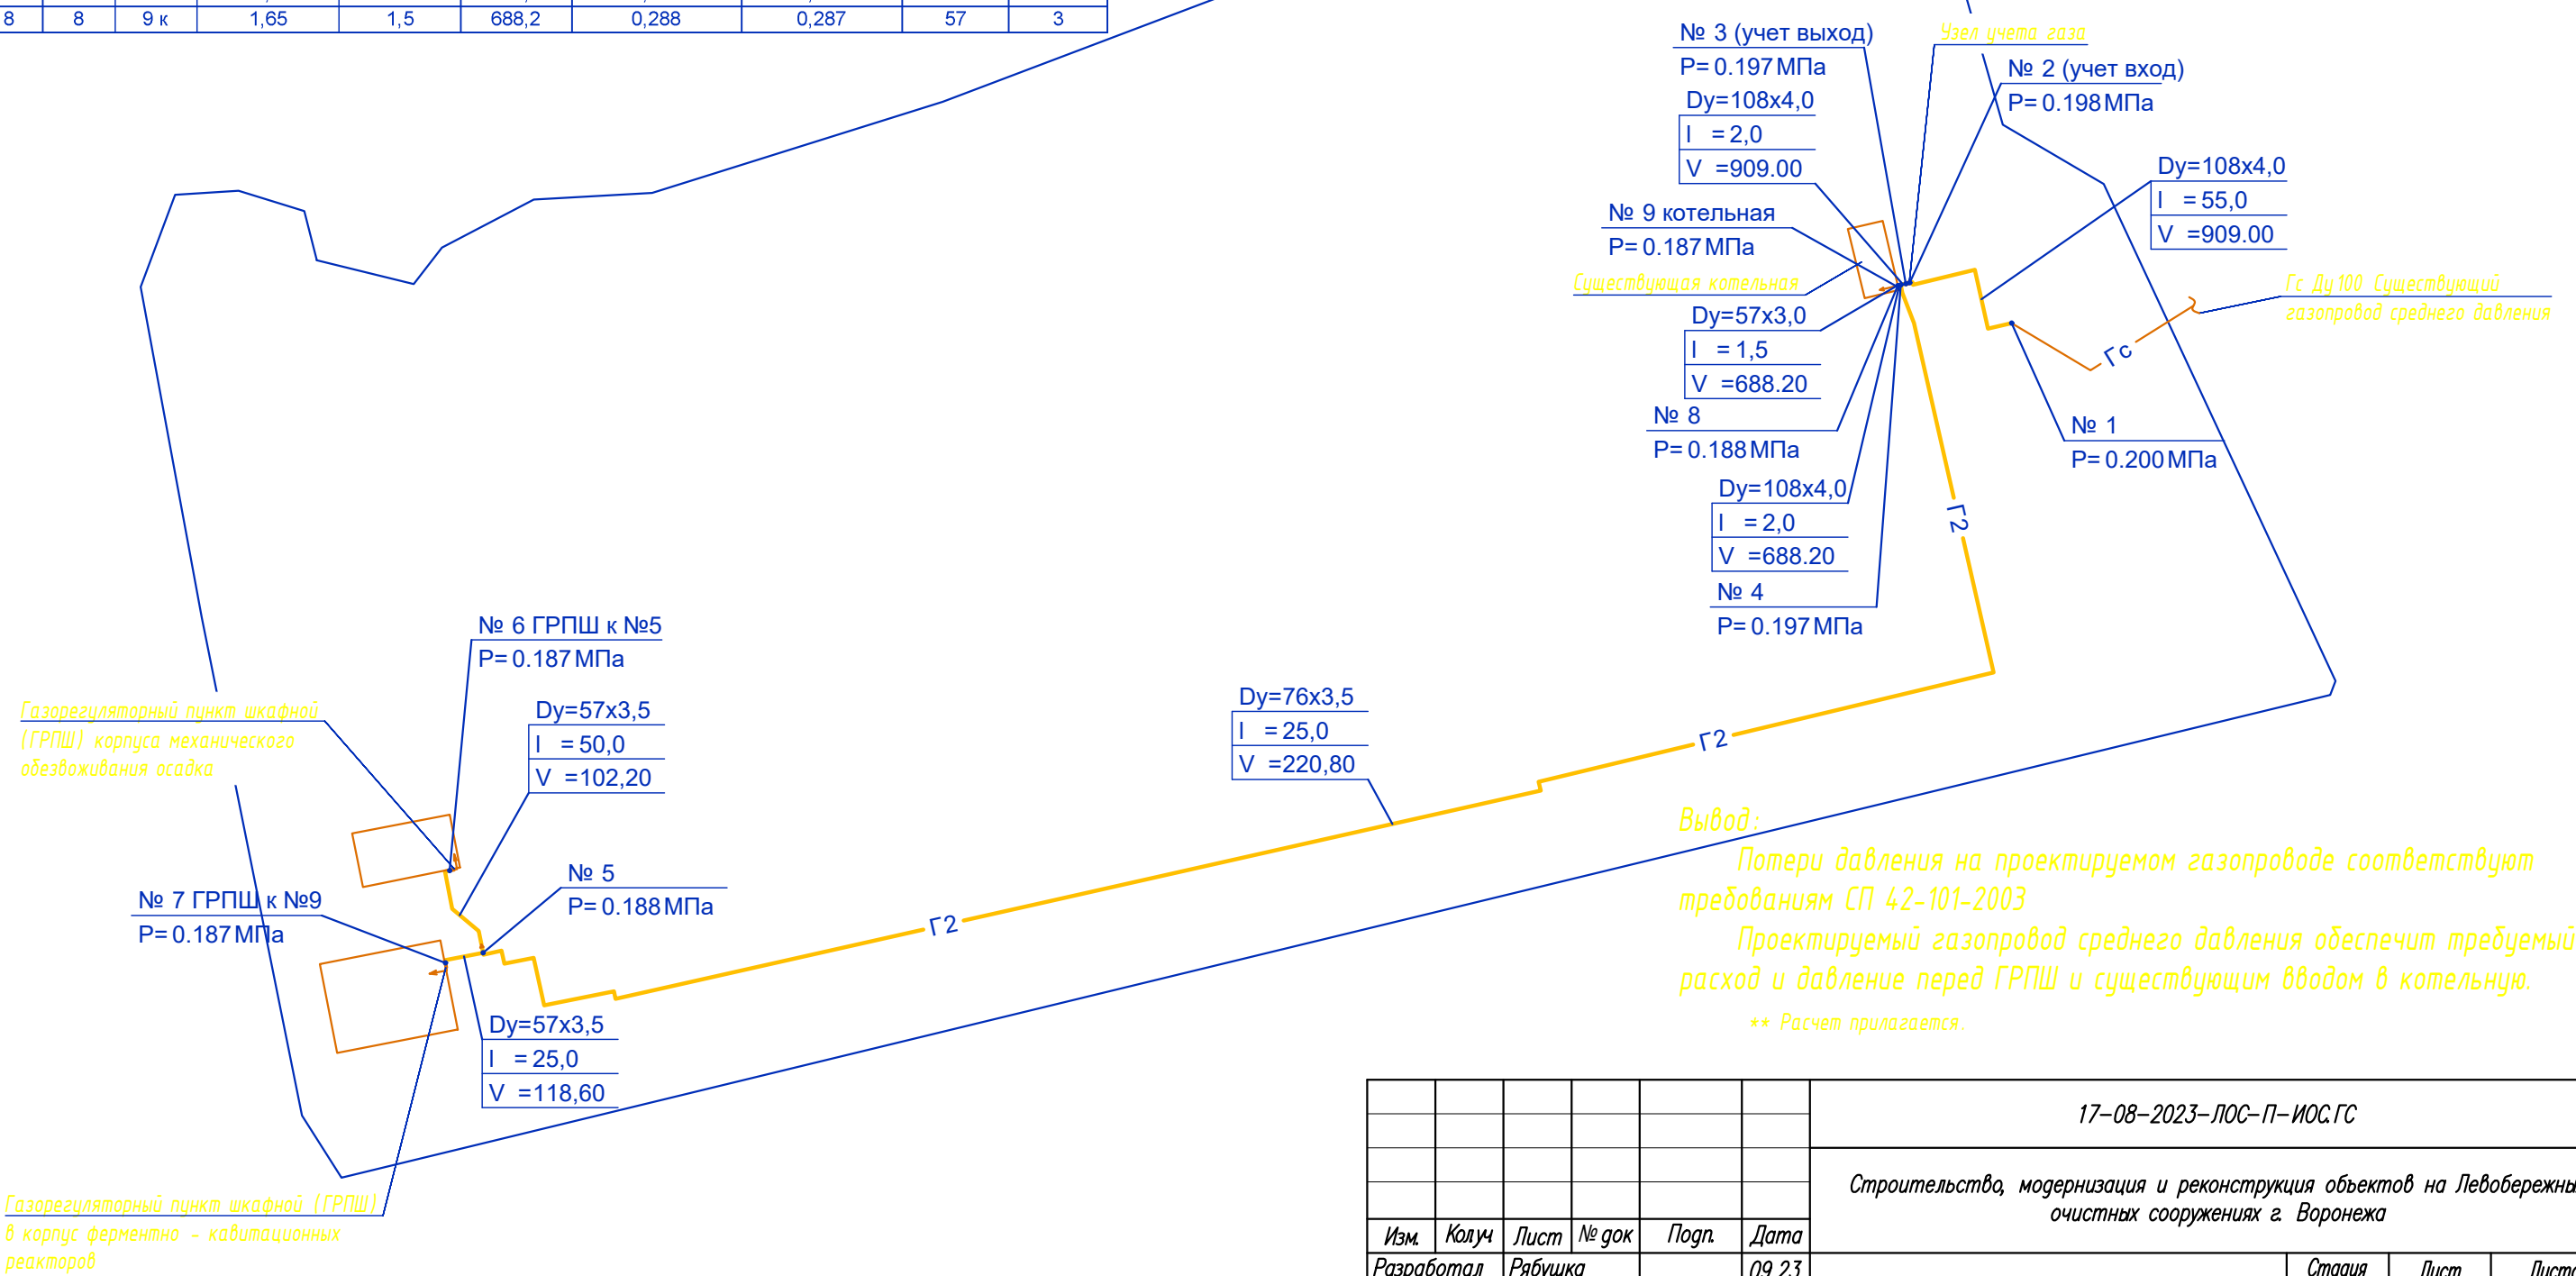 8 8 9 к 1,65 1,5 688,2 0,288 0,287 57 3
№ 3 (учет выход)
P= 0.197 МПа
Узел учета газа
№ 2 (учет вход)
P= 0.198 МПа
Dy=108x4,0
l = 2,0
V =909.00
Dy=108x4,0
l = 55,0
V =909.00
№ 9 котельная
P= 0.187 МПа
Существующая котельная
Гс Ду100 Существующий
газопровод среднего давления
Dy=57x3,0
l = 1,5
V =688.20
Гс
№ 8
P= 0.188 МПа
№ 1
P= 0.200 МПа
Dy=108x4,0
l = 2,0
V =688.20
Г2
№ 4
P= 0.197 МПа
№ 6 ГРПШ к №5
P= 0.187 МПа
Газорегуляторный пункт шкафной
(ГРПШ) корпуса механического
обезвоживания осадка
Dy=57x3,5
l = 50,0
V =102,20
Dy=76x3,5
l = 25,0
V =220,80
Г2
№ 5
P= 0.188 МПа
№ 7 ГРПШ к №9
P= 0.187 МПа
Г2
Вывод:
Потери давления на проектируемом газопроводе соответствуют
требованиям СП 42-101-2003
Проектируемый газопровод среднего давления обеспечит требуемый
расход и давление перед ГРПШ и существующим вводом в котельную.
** Расчет прилагается.
Dy=57x3,5
l = 25,0
V =118,60
Газорегуляторный пункт шкафной (ГРПШ)
в корпус ферментно - кавитационных
реакторов
17-08-2023-ЛОС-П-ИОС.ГС
Строительство, модернизация и реконструкция объектов на Левобережны
очистных сооружениях г. Воронежа
Изм. Кол.уч Лист № док Подп. Дата
Разработал Рябушка 09.23
Стадия Лист Листо